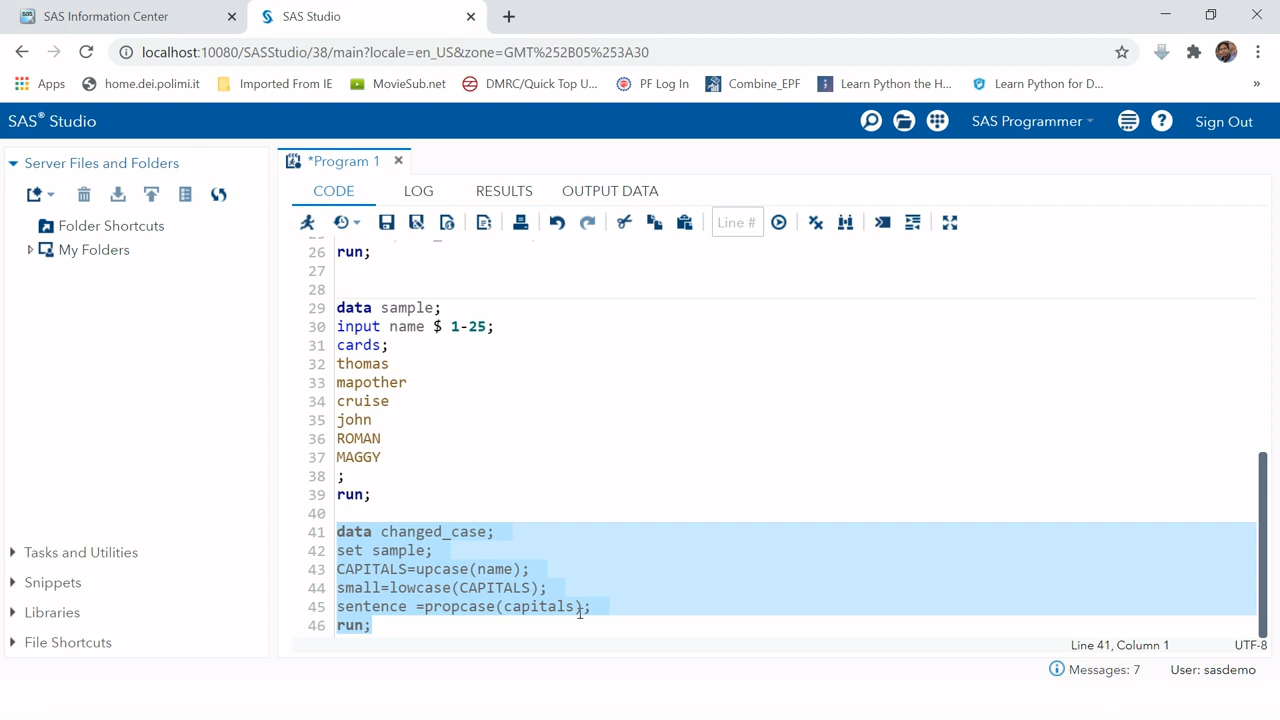 SAS Information Center
SAS Studio
localhost:10080/SASStudio/38/main?locale=en_US&zone=GMT%252B05%253A30
Apps home.dei.polimi.it Imported From IE MovieSub.net DMRC/Quick Top U... PF Log In Combine_EPF Learn Python the H... Learn Python for D... »
SAS® Studio SAS Programmer Sign Out
Server Files and Folders
Folder Shortcuts
My Folders
Tasks and Utilities
Snippets
Libraries
File Shortcuts
*Program 1
CODE LOG RESULTS OUTPUT DATA
Line #
26 run;
27
28
29 data sample;
30 input name $ 1-25;
31 cards;
32 thomas
33 mapother
34 cruise
35 john
36 ROMAN
37 MAGGY
38 ;
39 run;
40
41 data changed_case;
42 set sample;
43 CAPITALS=upcase(name);
44 small=lowcase(CAPITALS);
45 sentence =propcase(capitals);
46 run;
Line 41, Column 1 UTF-8
Messages: 7 User: sasdemo